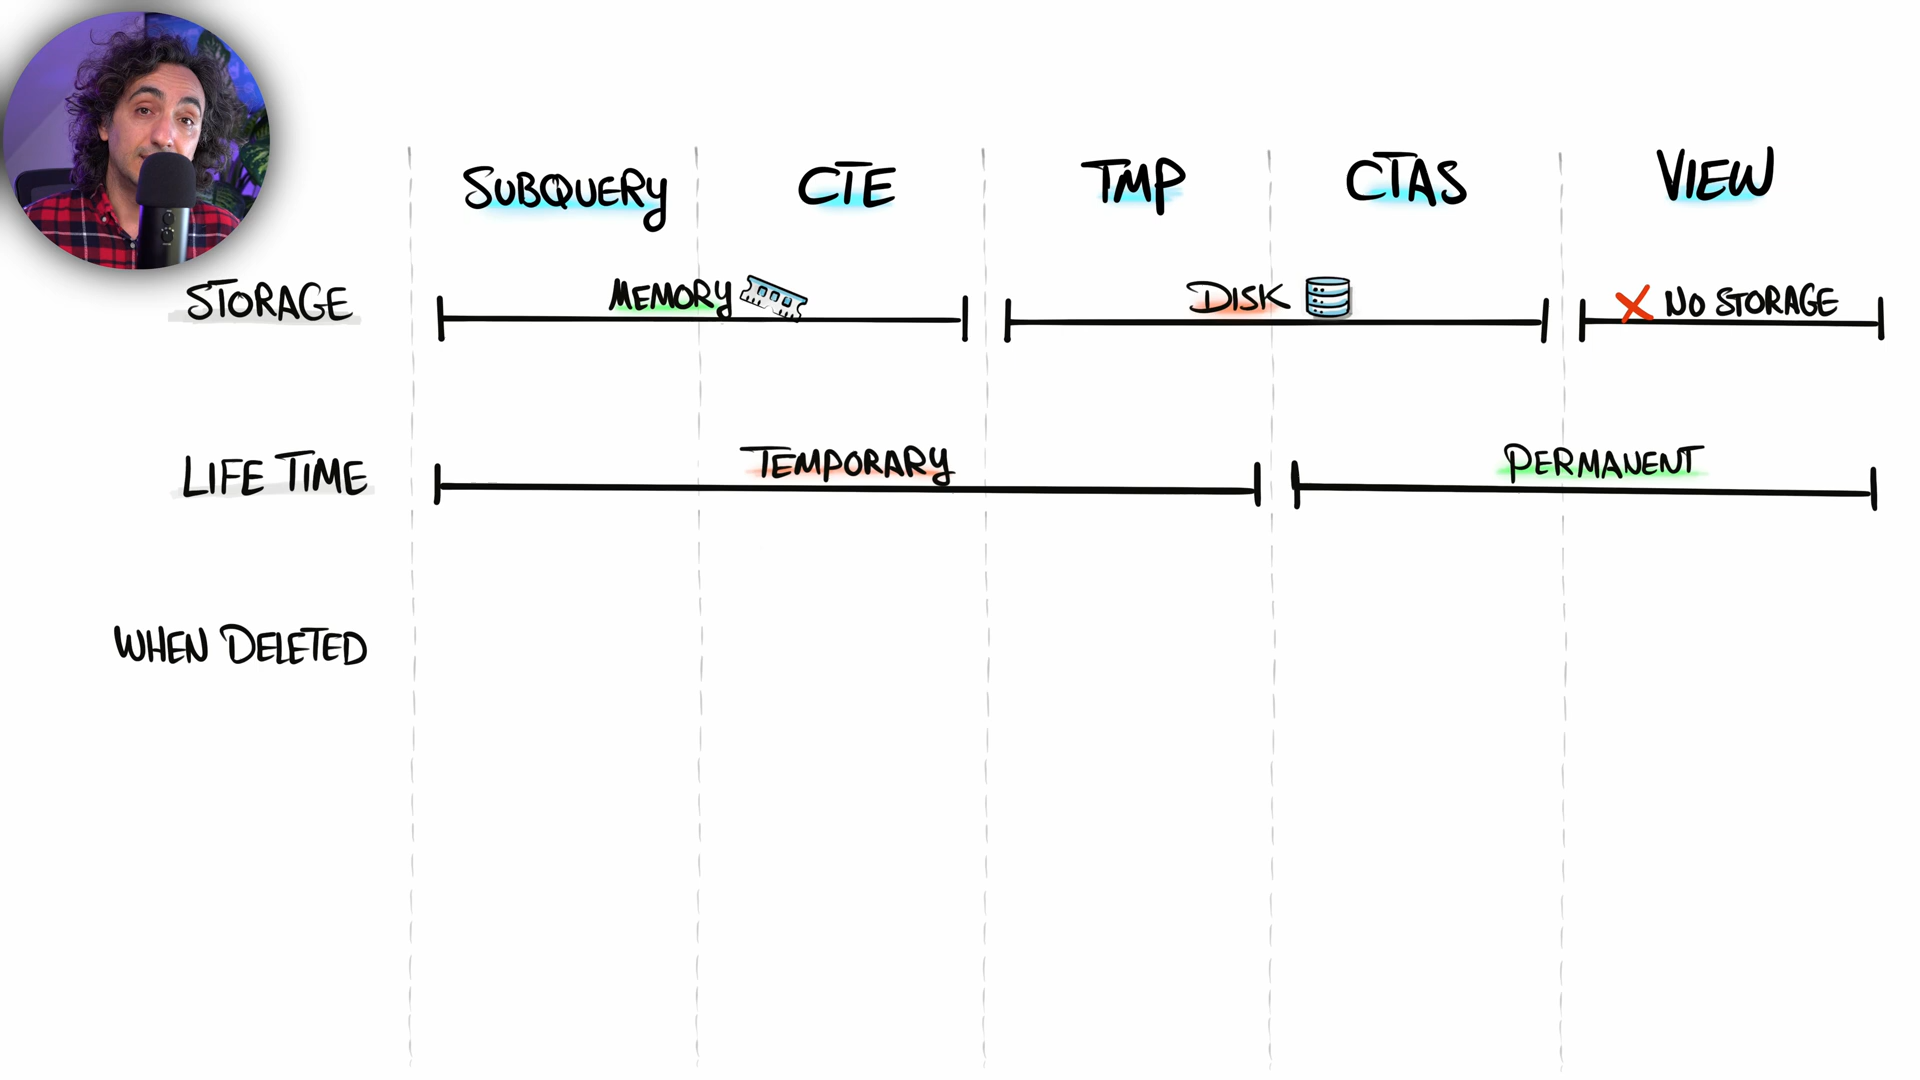 SUBQUERY CTE TMP CTAS VIEW
STORAGE MEMORY DISK NO STORAGE
LIFE TIME TEMPORARY PERMANENT
WHEN DELETED